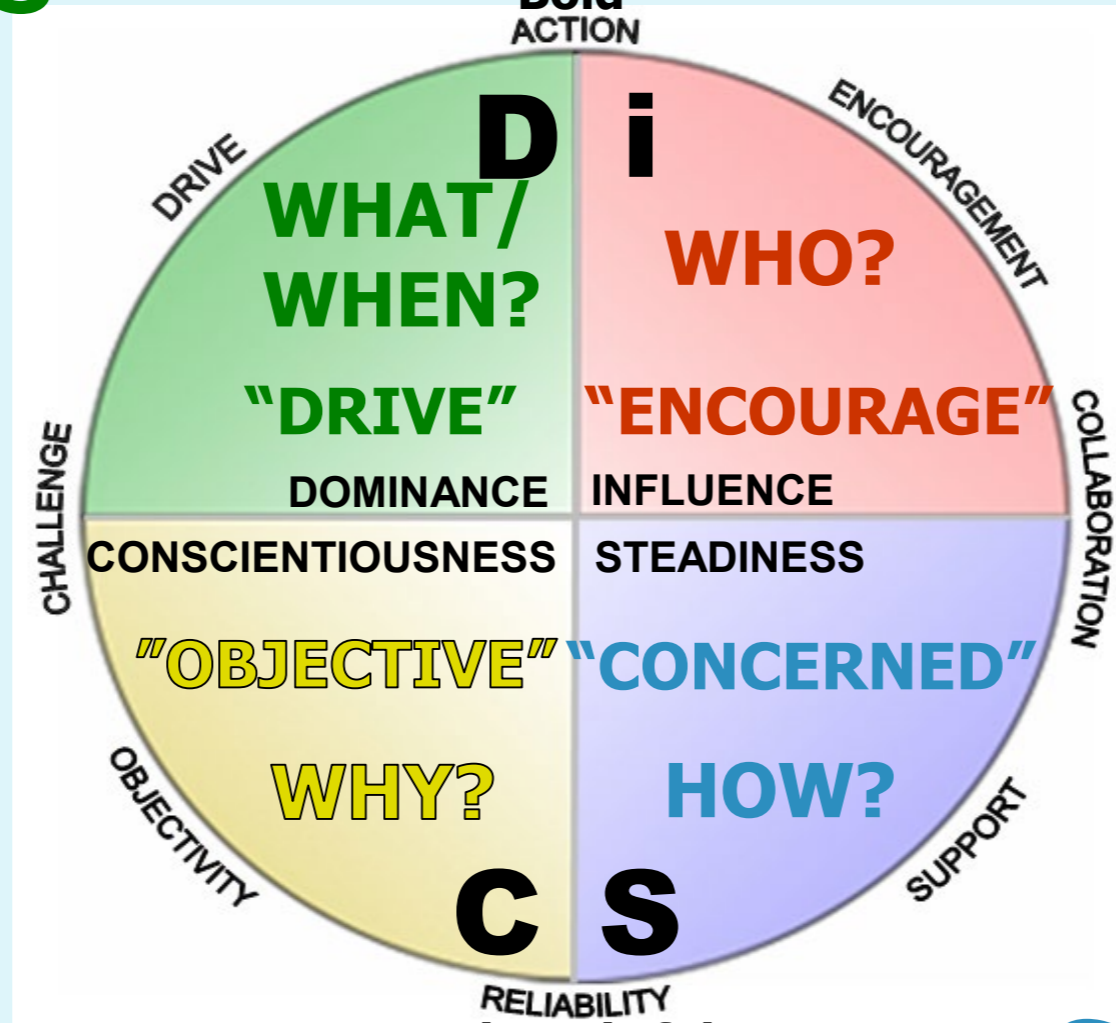 Bold
ACTION
D i
DRIVE
ENCOURAGEMENT
WHAT/
WHEN?
WHO?
“DRIVE” “ENCOURAGE”
DOMINANCE INFLUENCE
CHALLENGE
COLLABORATION
CONSCIENTIOUSNESS STEADINESS
”OBJECTIVE” “CONCERNED”
WHY? HOW?
OBJECTIVITY
SUPPORT
C S
RELIABILITY